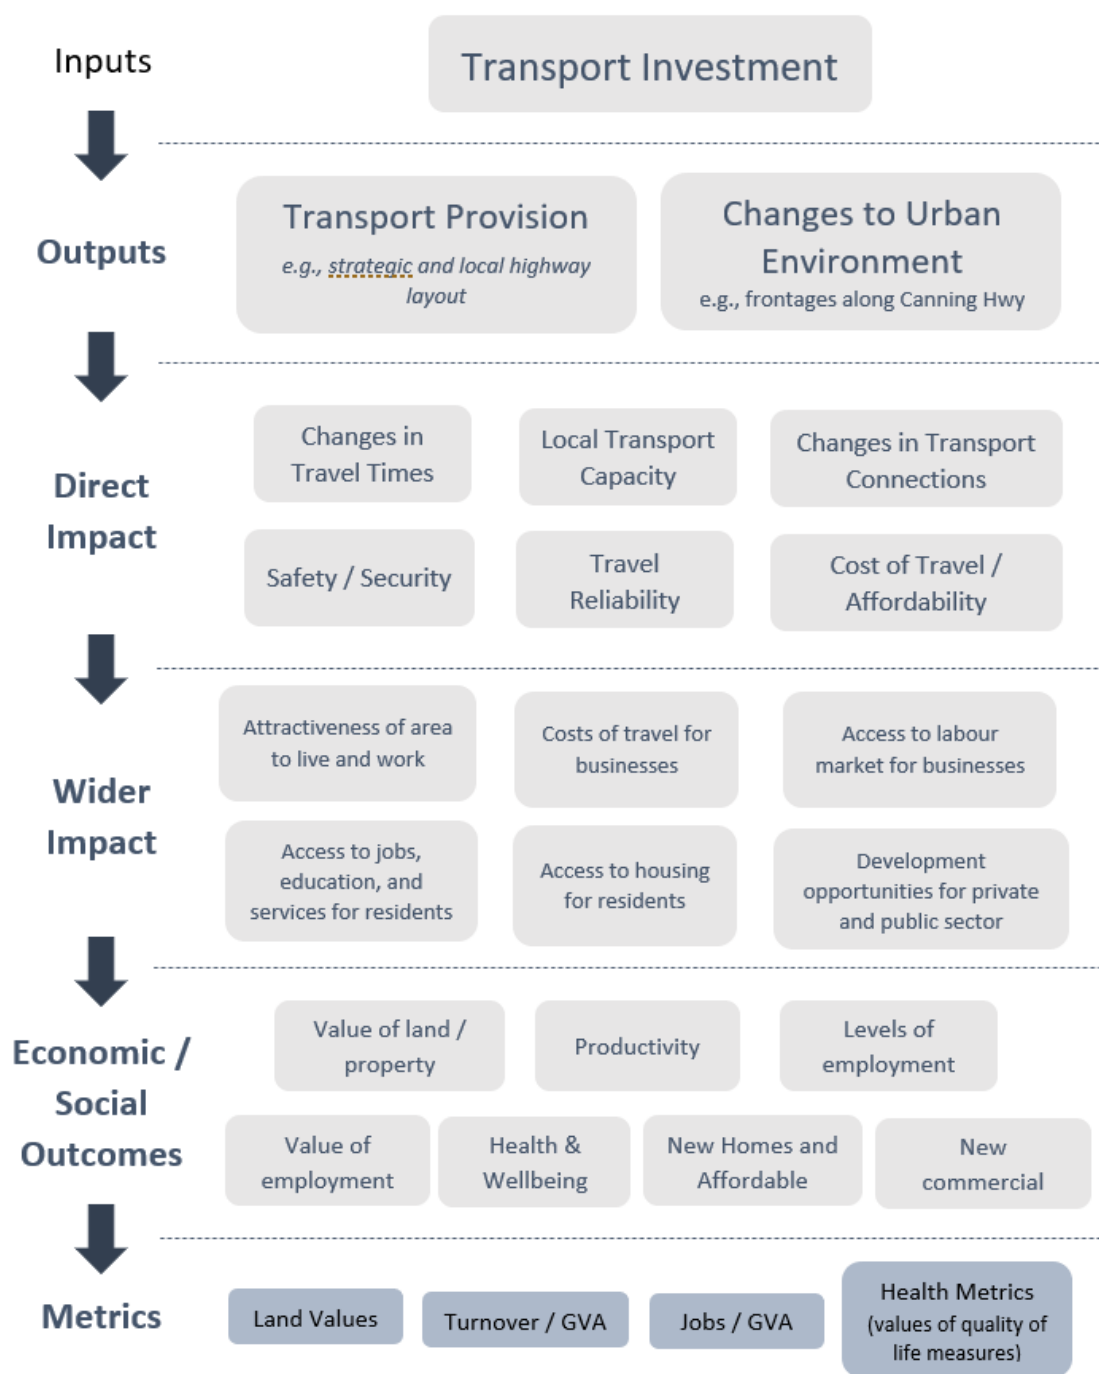 Inputs
Transport Investment
Outputs
Transport Provision
e.g., strategic and local highway
layout
Changes to Urban
Environment
e.g., frontages along Canning Hwy
Direct
Impact
Changes in
Travel Times
Local Transport
Capacity
Changes in Transport
Connections
Safety / Security
Travel
Reliability
Cost of Travel /
Affordability
Wider
Impact
Attractiveness of area
to live and work
Costs of travel for
businesses
Access to labour
market for businesses
Access to jobs,
education, and
services for residents
Access to housing
for residents
Development
opportunities for private
and public sector
Economic /
Social
Outcomes
Value of land /
property
Productivity
Levels of
employment
Value of
employment
Health &
Wellbeing
New Homes and
Affordable
New
commercial
Metrics
Land Values
Turnover / GVA
Jobs / GVA
Health Metrics
(values of quality of
life measures)